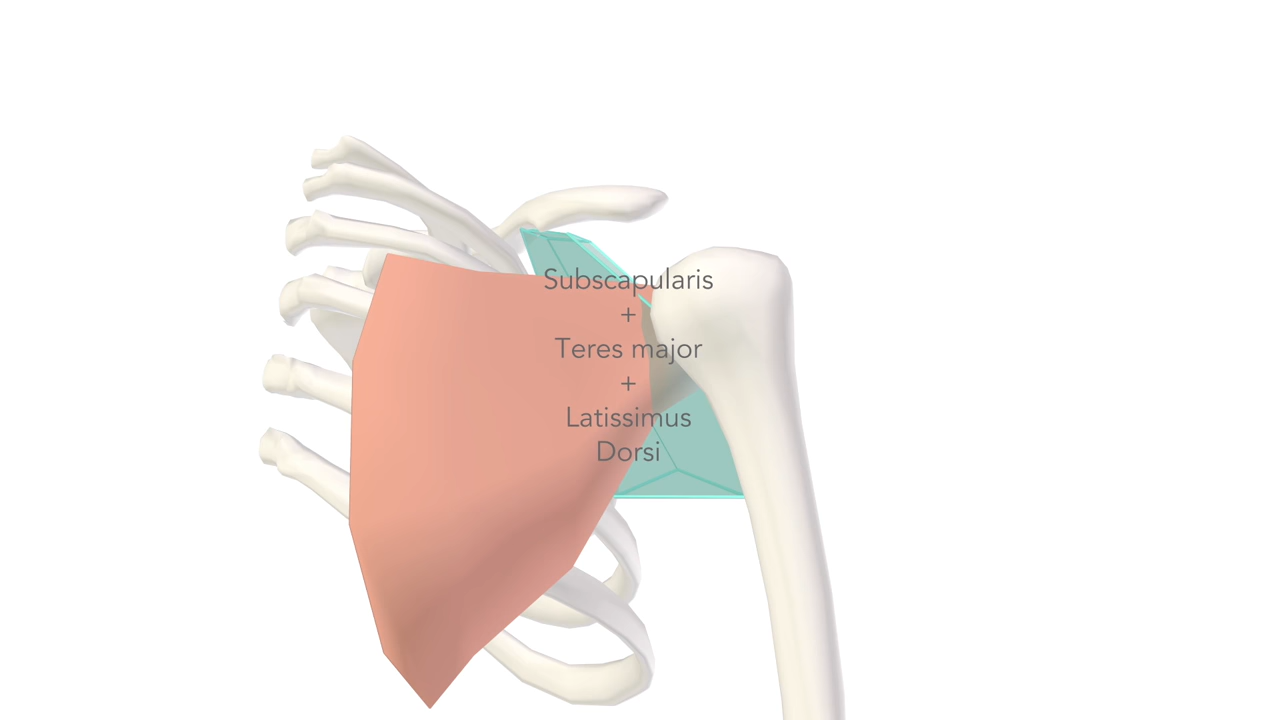 Subscapularis
+
Teres major
+
Latissimus
Dorsi